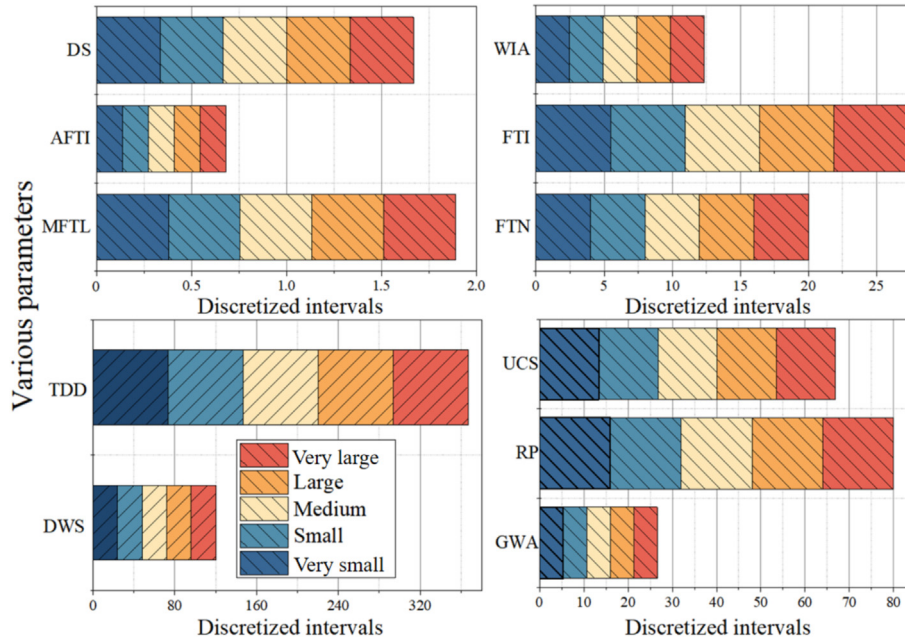 Various parameters
DS
AFTI
MFTL
0 0.5 1.0 1.5 2.0
Discretized intervals
WIA
FTI
FTN
0 5 10 15 20 25
Discretized intervals
TDD
DWS
0 80 160 240 320
Discretized intervals
Very large
Large
Medium
Small
Very small
UCS
RP
GWA
0 10 20 30 40 50 60 70 80
Discretized intervals